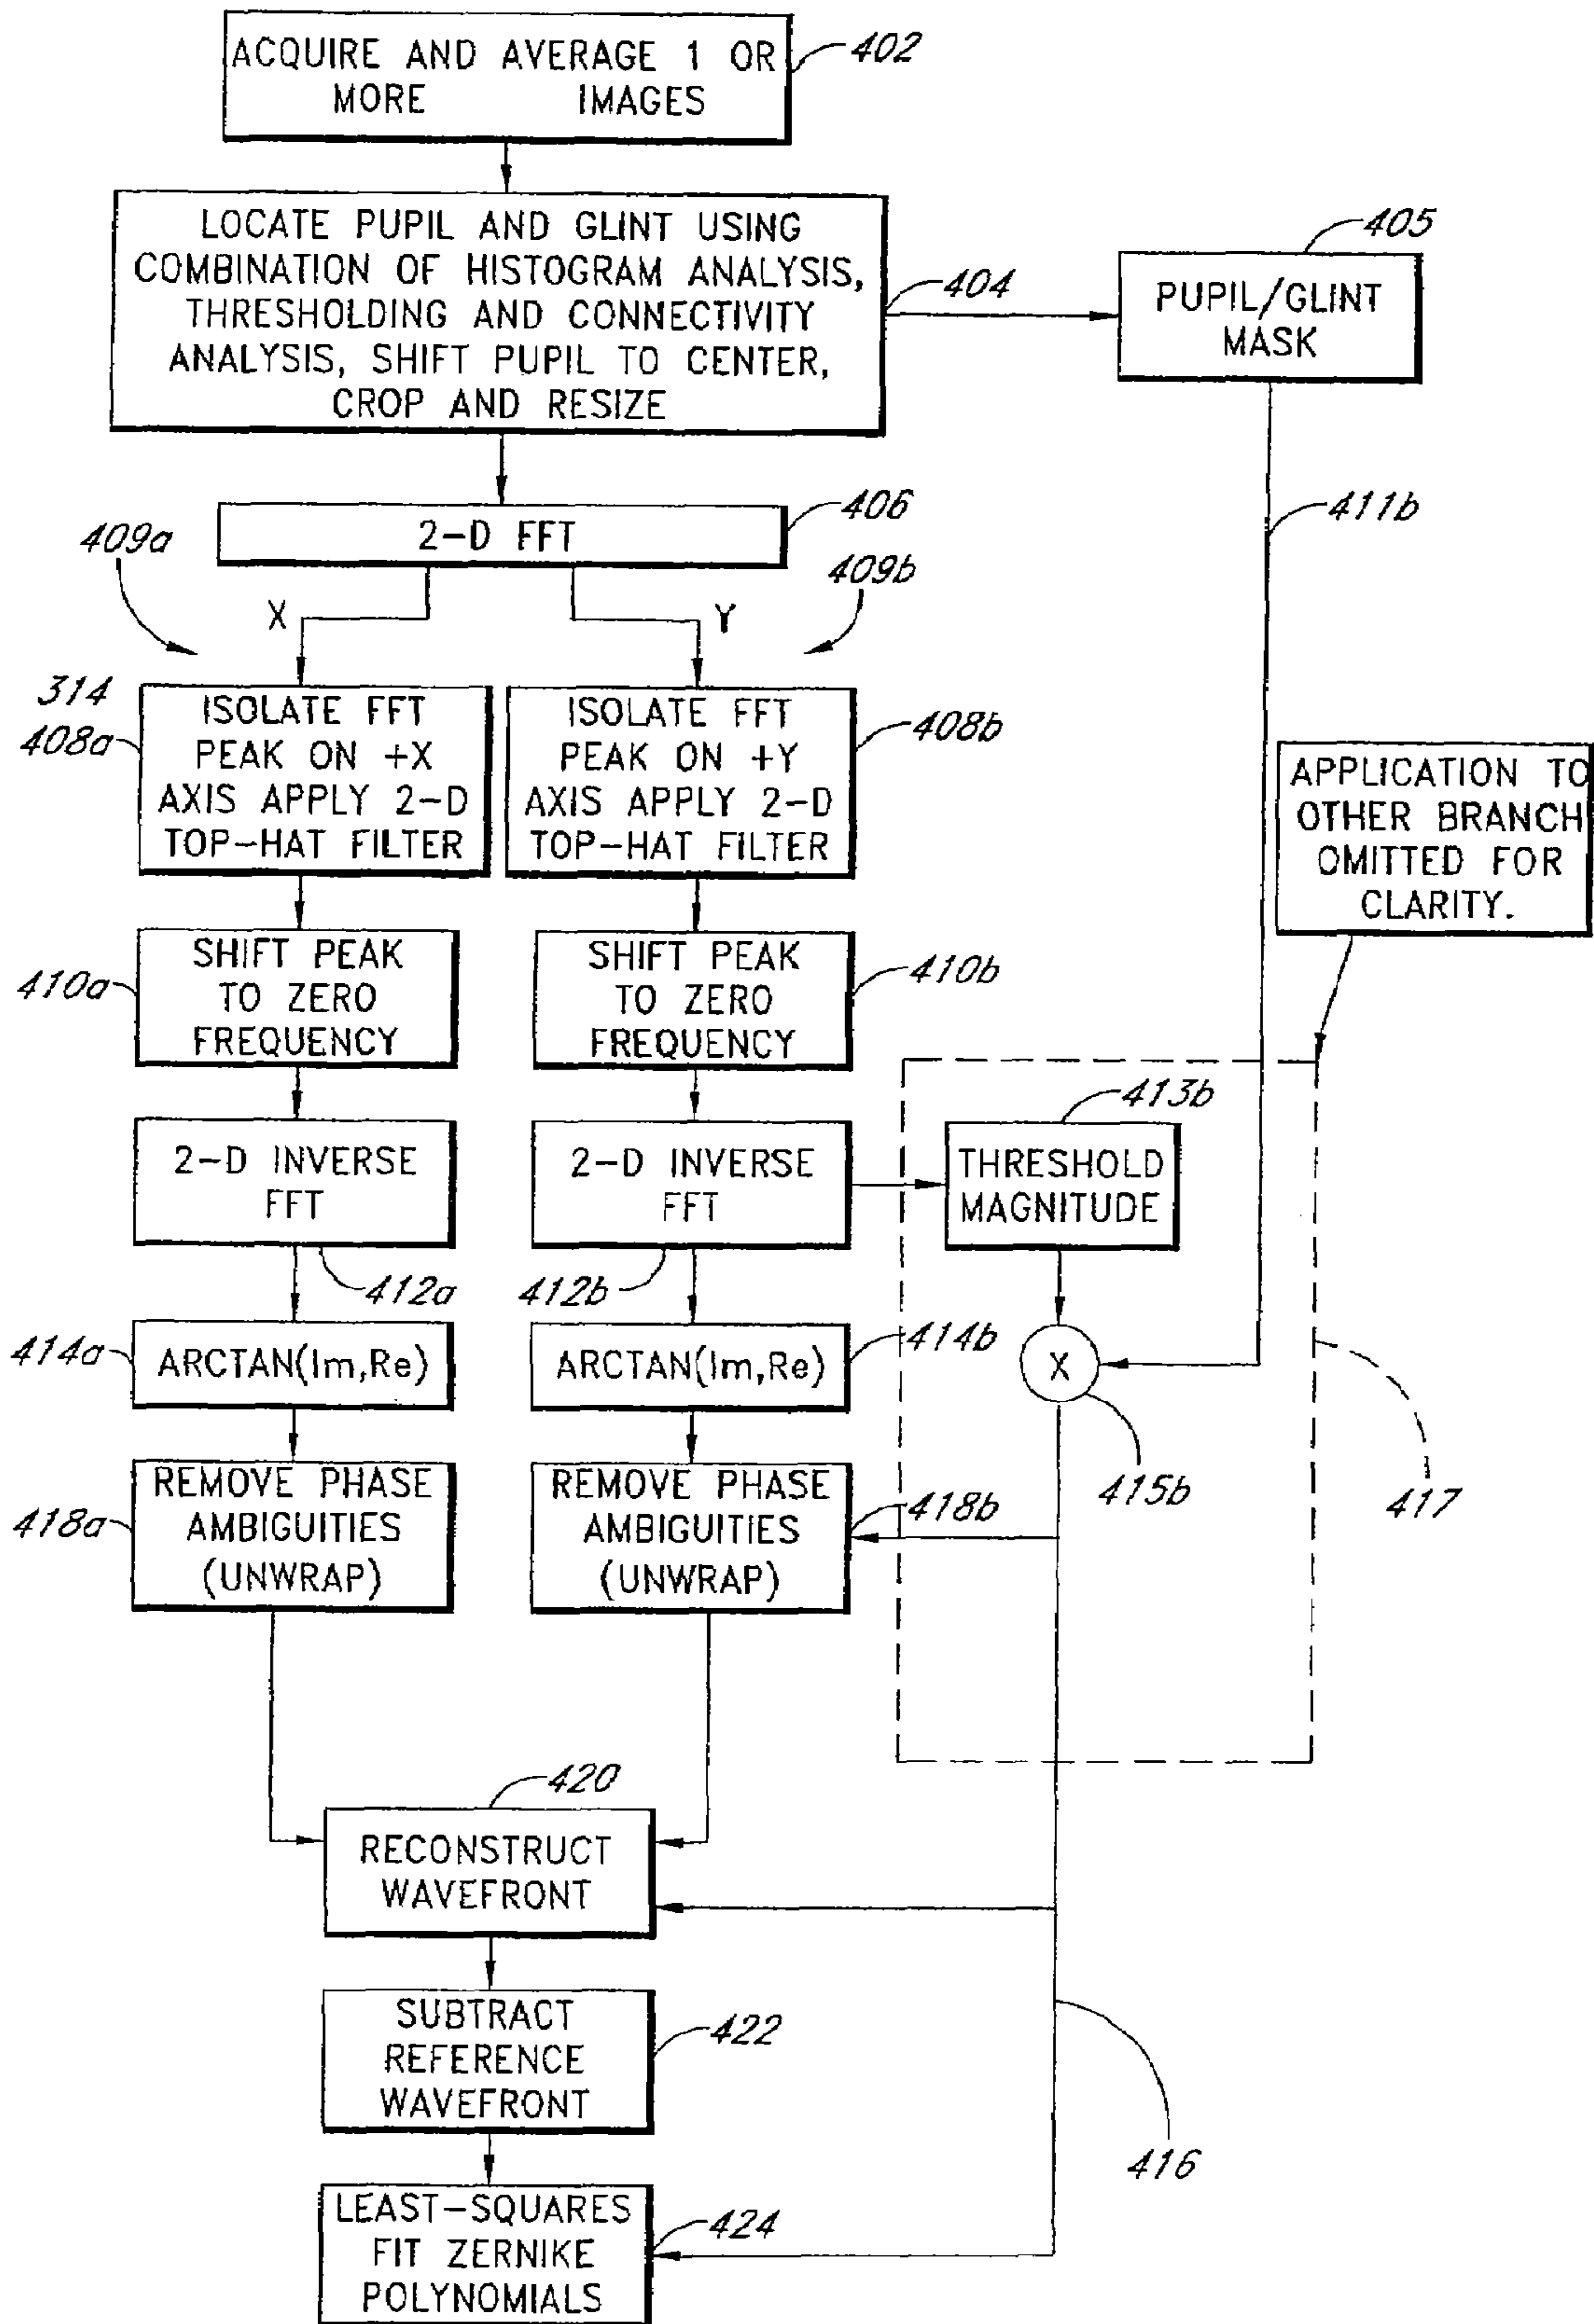 ACQUIRE AND AVERAGE 1 OR
MORE IMAGES
402
LOCATE PUPIL AND GLINT USING
COMBINATION OF HISTOGRAM ANALYSIS,
THRESHOLDING AND CONNECTIVITY
ANALYSIS, SHIFT PUPIL TO CENTER,
CROP AND RESIZE
404
405
PUPIL/GLINT
MASK
411b
2-D FFT
406
409a
409b
X
Y
314
408a
ISOLATE FFT
PEAK ON +X
AXIS APPLY 2-D
TOP-HAT FILTER
ISOLATE FFT
PEAK ON +Y
AXIS APPLY 2-D
TOP-HAT FILTER
408b
APPLICATION TO
OTHER BRANCH
OMITTED FOR
CLARITY.
410a
SHIFT PEAK
TO ZERO
FREQUENCY
SHIFT PEAK
TO ZERO
FREQUENCY
410b
2-D INVERSE
FFT
412a
2-D INVERSE
FFT
412b
413b
THRESHOLD
MAGNITUDE
414a
ARCTAN(Im,Re)
ARCTAN(Im,Re)
414b
X
415b
417
418a
REMOVE PHASE
AMBIGUITIES
(UNWRAP)
REMOVE PHASE
AMBIGUITIES
(UNWRAP)
418b
420
RECONSTRUCT
WAVEFRONT
SUBTRACT
REFERENCE
WAVEFRONT
422
416
LEAST-SQUARES
FIT ZERNIKE
POLYNOMIALS
424